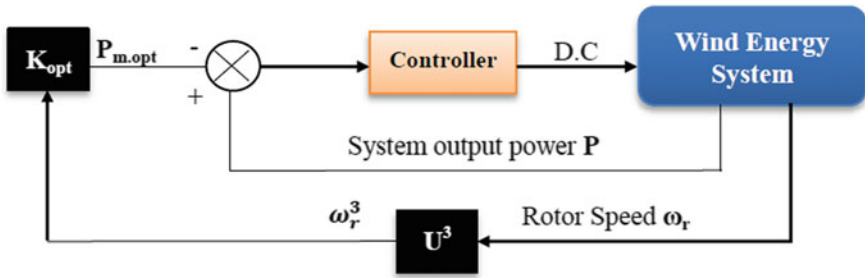 K_opt
P_m.opt
-
+
Controller
D.C
Wind Energy
System
System output power P
ω_r^3
U^3
Rotor Speed ω_r